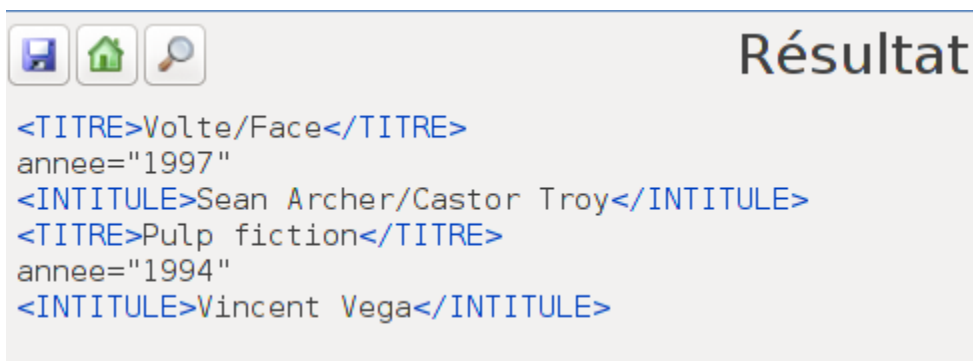 Résultat
<TITRE>Volte/Face</TITRE>
annee="1997"
<INTITULE>Sean Archer/Castor Troy</INTITULE>
<TITRE>Pulp fiction</TITRE>
annee="1994"
<INTITULE>Vincent Vega</INTITULE>